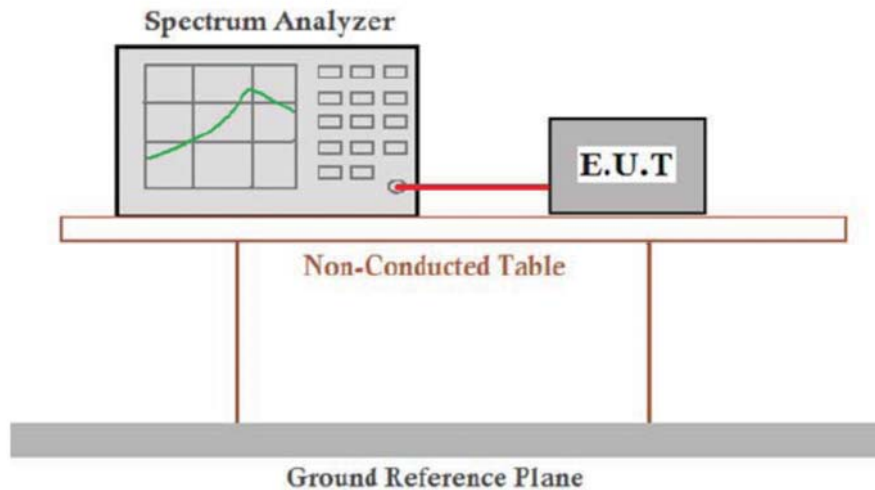 Spectrum Analyzer
E.U.T
Non-Conducted Table
Ground Reference Plane